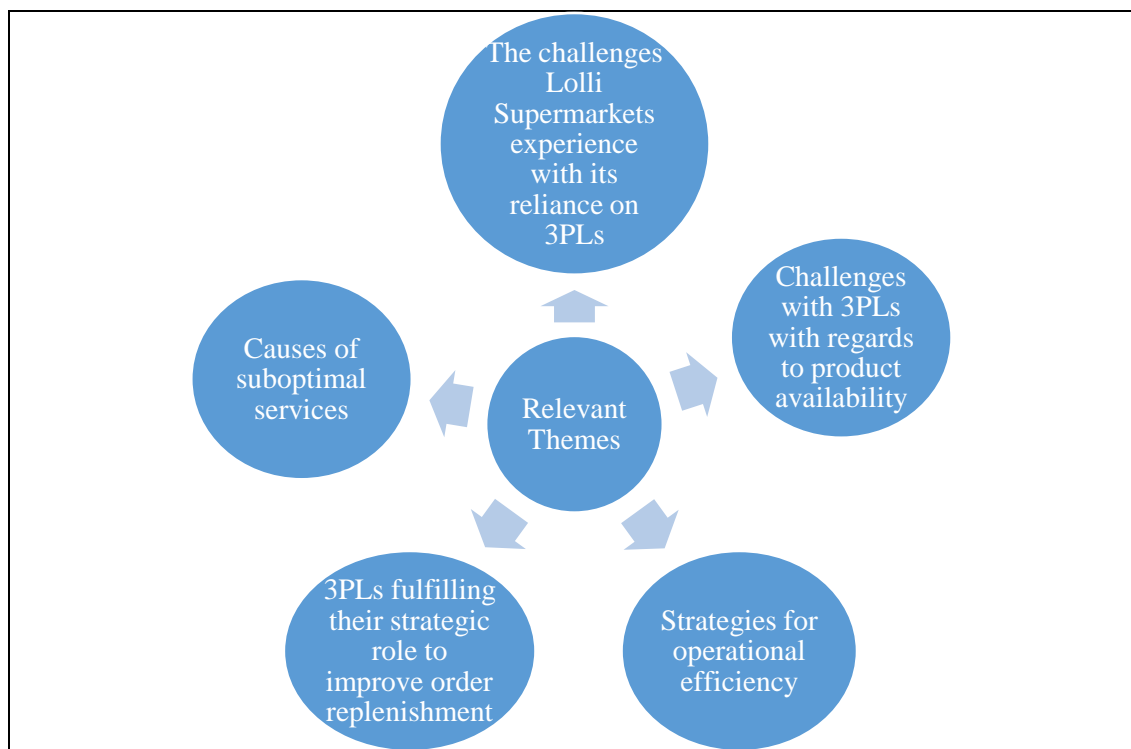 The challenges
Lolli
Supermarkets
experience
with its
reliance on
3PLs
Challenges
with 3PLs
with regards
to product
availability
Causes of
suboptimal
services
Relevant
Themes
3PLs fulfilling
their strategic
role to
improve order
replenishment
Strategies for
operational
efficiency